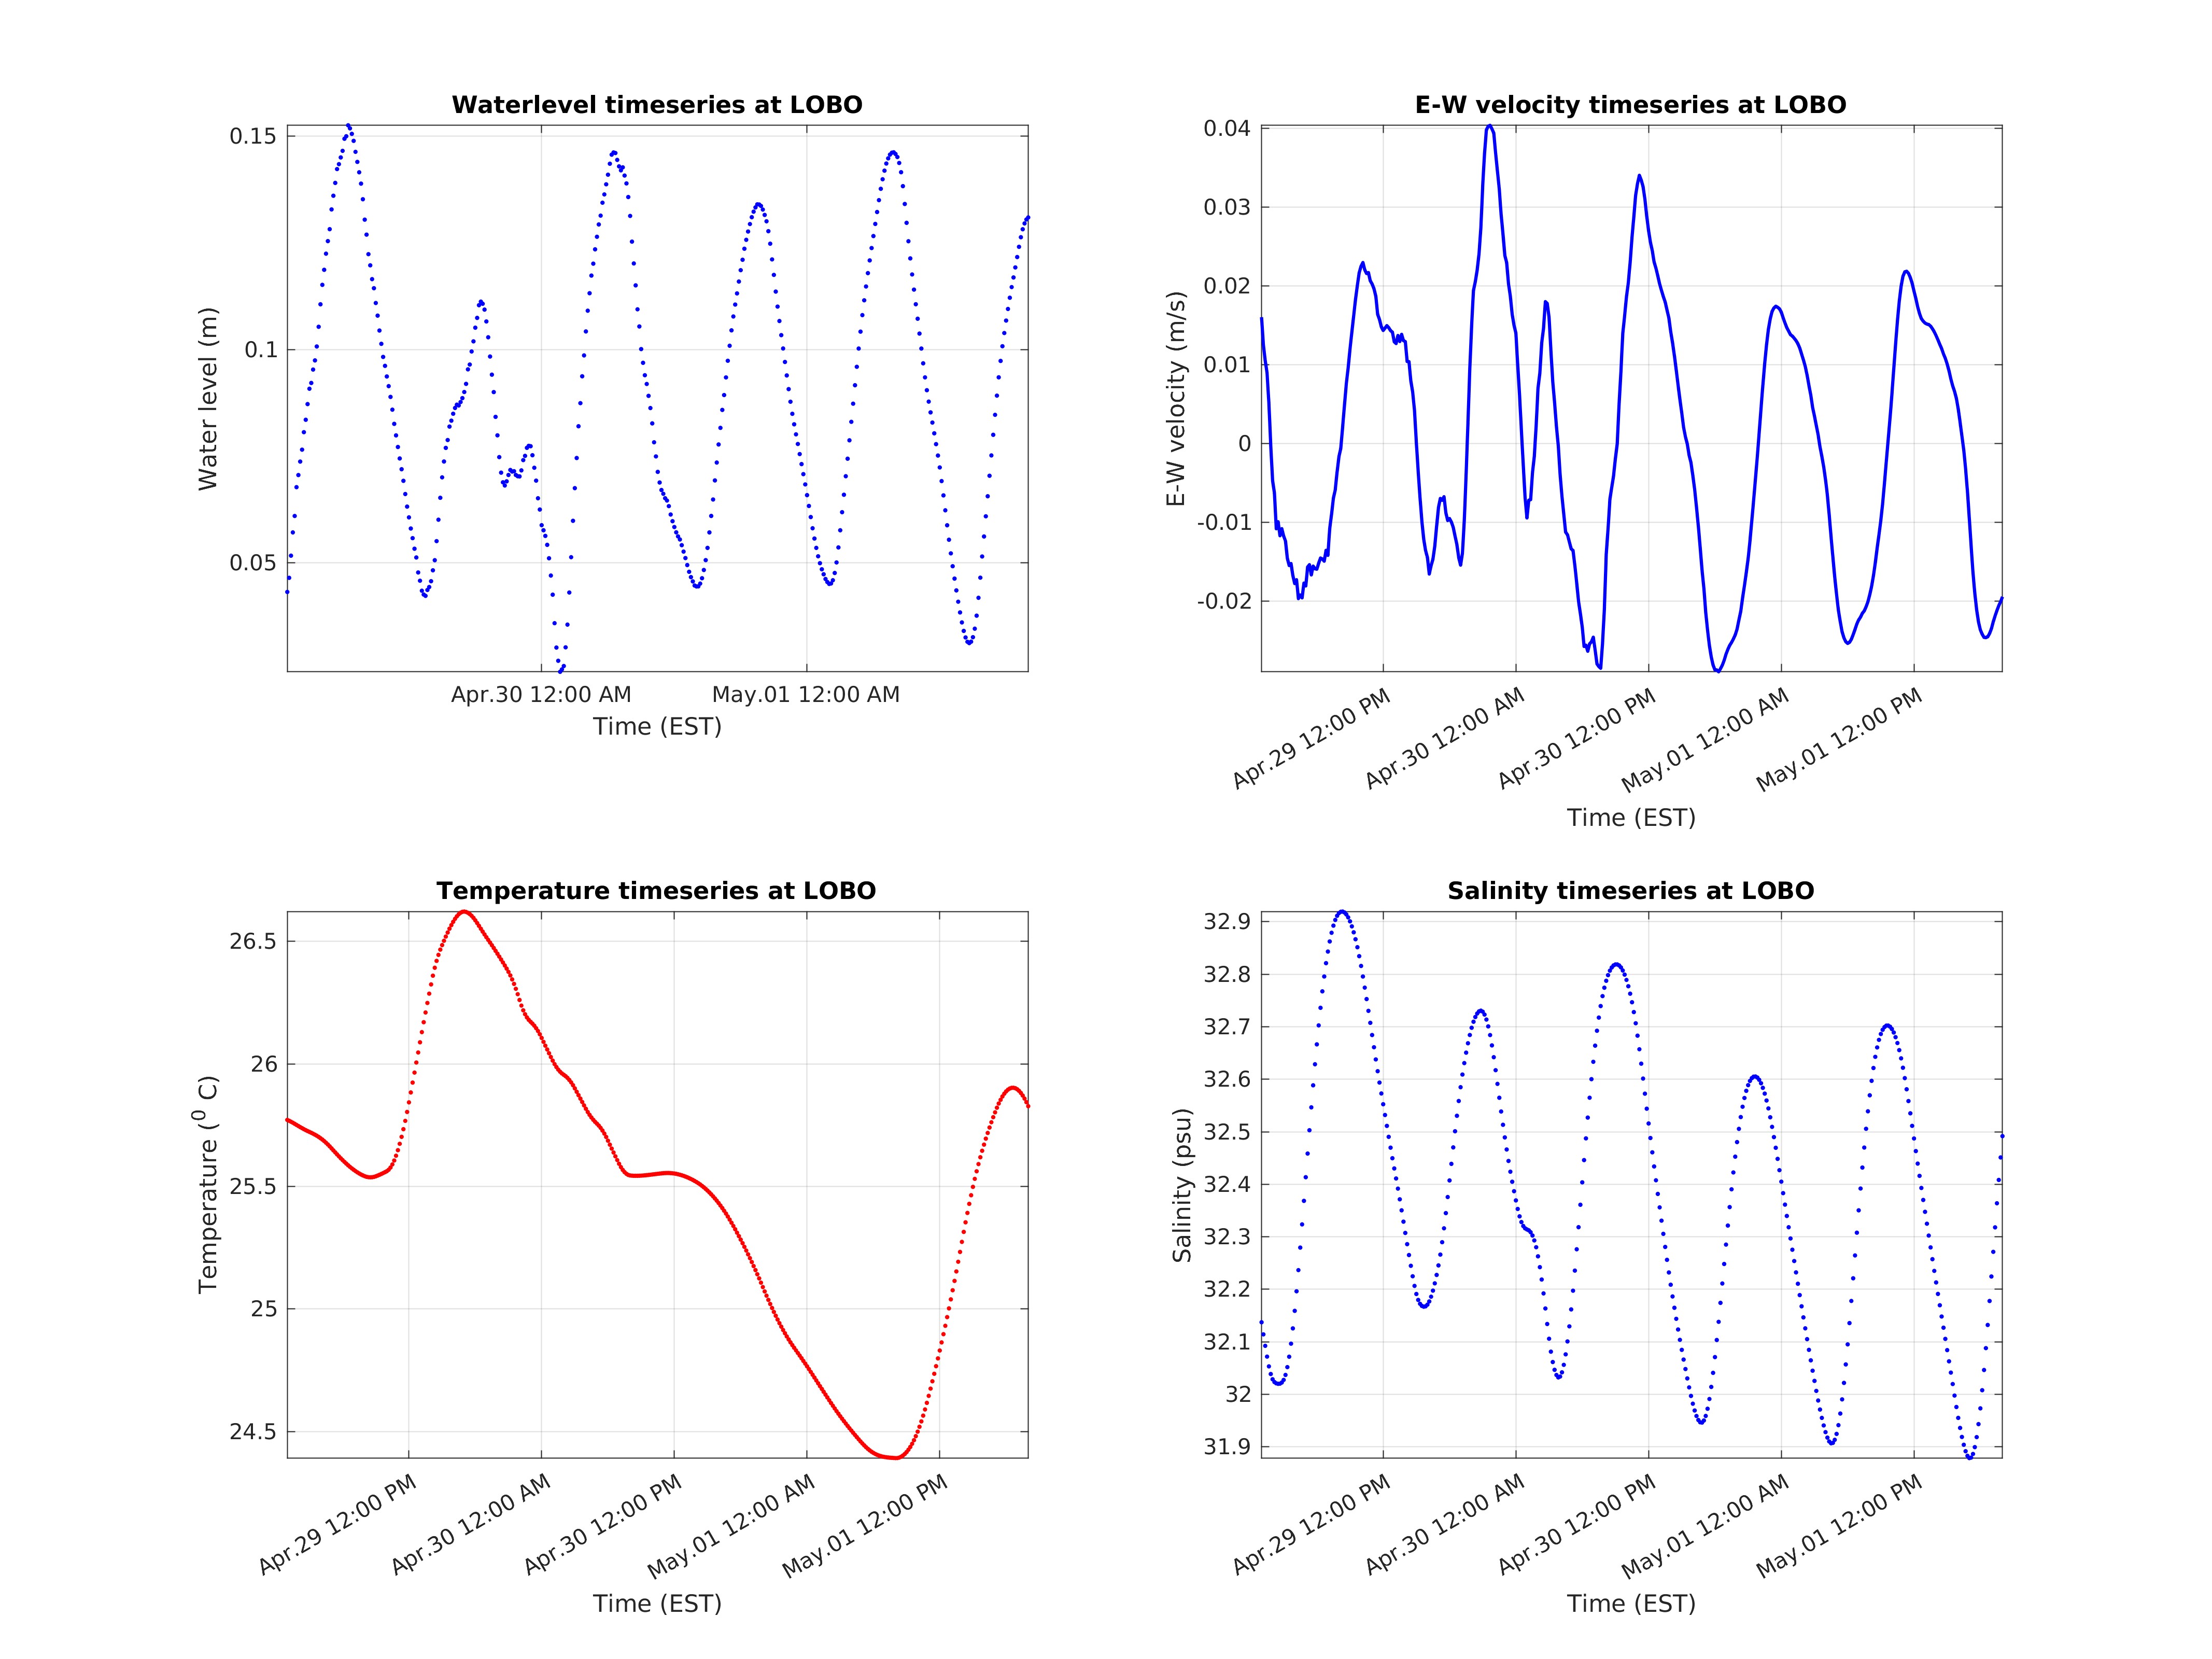 Waterlevel timeseries at LOBO
0.15
0.1
0.05
Water level (m)
Apr.30 12:00 AM
May.01 12:00 AM
Time (EST)
E-W velocity timeseries at LOBO
0.04
0.03
0.02
0.01
0
-0.01
-0.02
E-W velocity (m/s)
Apr.29 12:00 PM
Apr.30 12:00 AM
Apr.30 12:00 PM
May.01 12:00 AM
May.01 12:00 PM
Time (EST)
Temperature timeseries at LOBO
26.5
26
25.5
25
24.5
Temperature (⁰ C)
Apr.29 12:00 PM
Apr.30 12:00 AM
Apr.30 12:00 PM
May.01 12:00 AM
May.01 12:00 PM
Time (EST)
Salinity timeseries at LOBO
32.9
32.8
32.7
32.6
32.5
32.4
32.3
32.2
32.1
32
31.9
Salinity (psu)
Apr.29 12:00 PM
Apr.30 12:00 AM
Apr.30 12:00 PM
May.01 12:00 AM
May.01 12:00 PM
Time (EST)